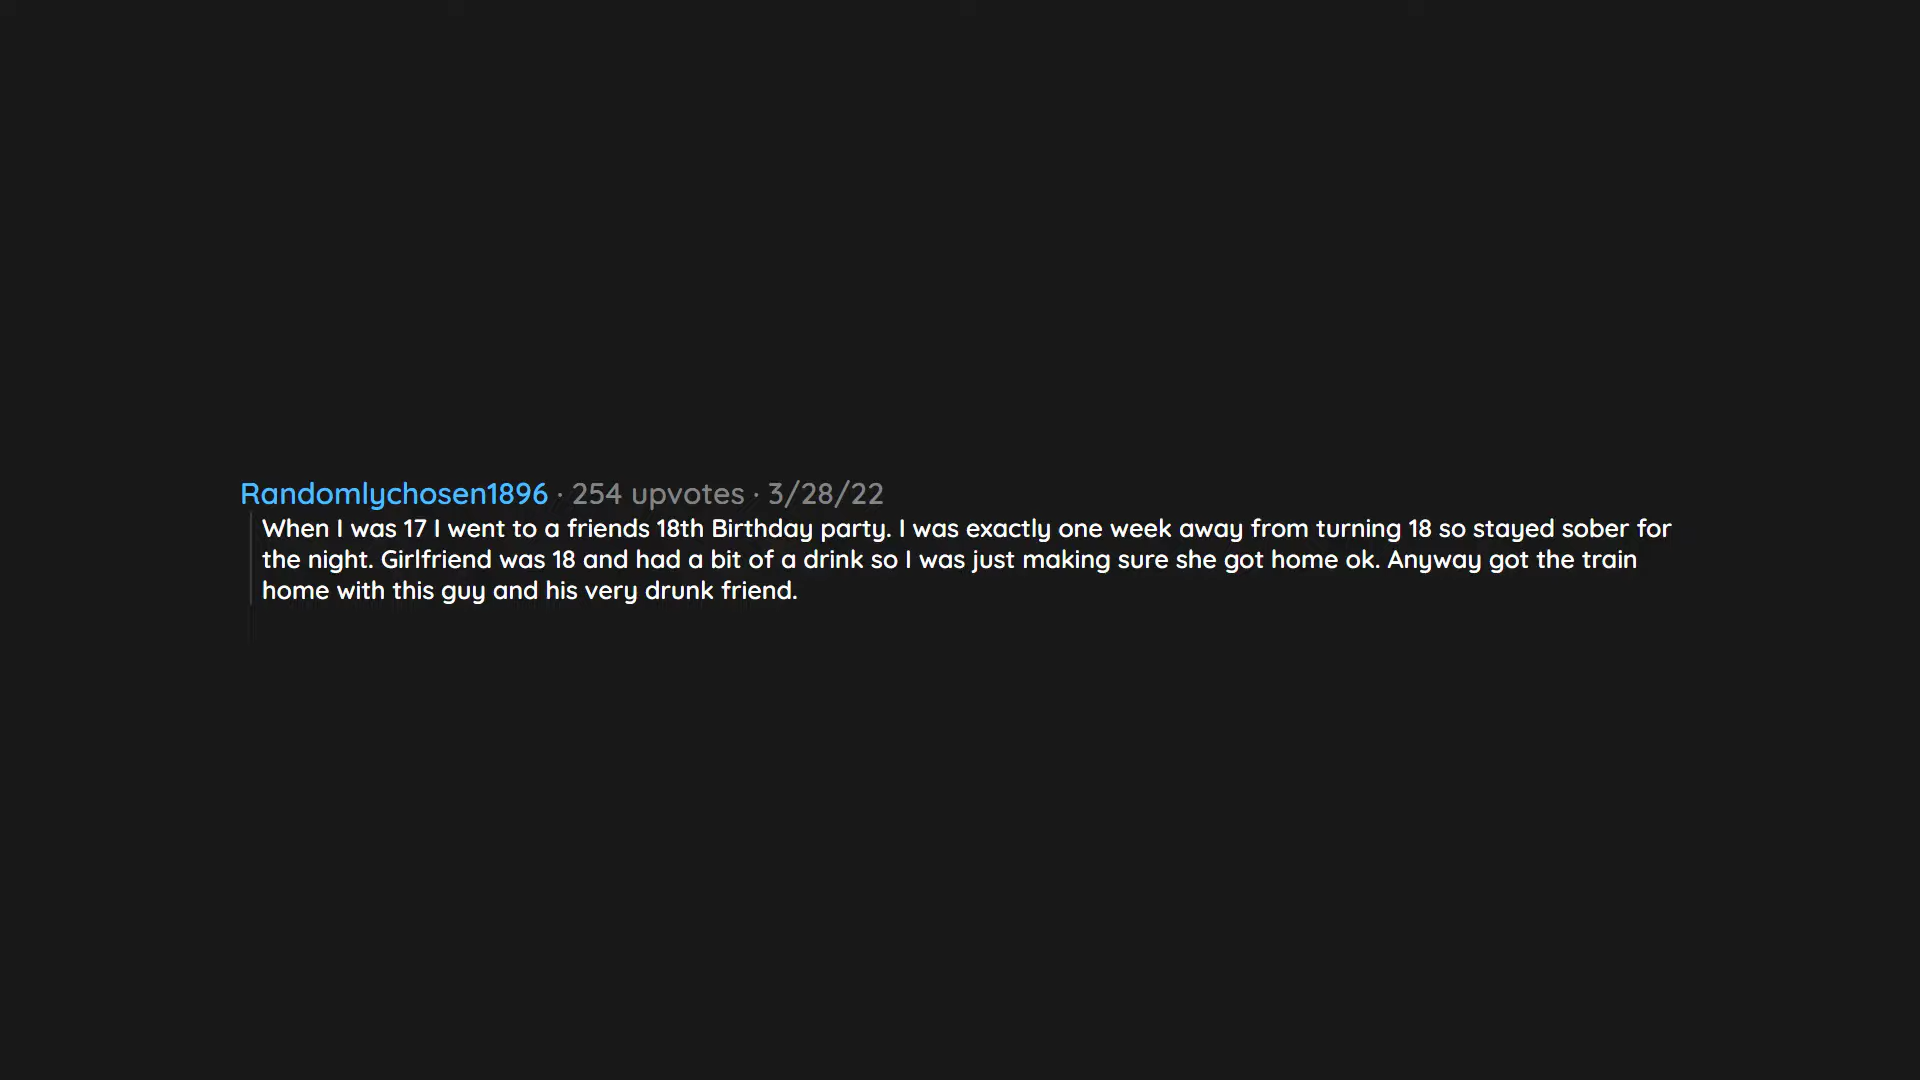 Randomlychosen1896 · 254 upvotes · 3/28/22
When I was 17 I went to a friends 18th Birthday party. I was exactly one week away from turning 18 so stayed sober for
the night. Girlfriend was 18 and had a bit of a drink so I was just making sure she got home ok. Anyway got the train
home with this guy and his very drunk friend.